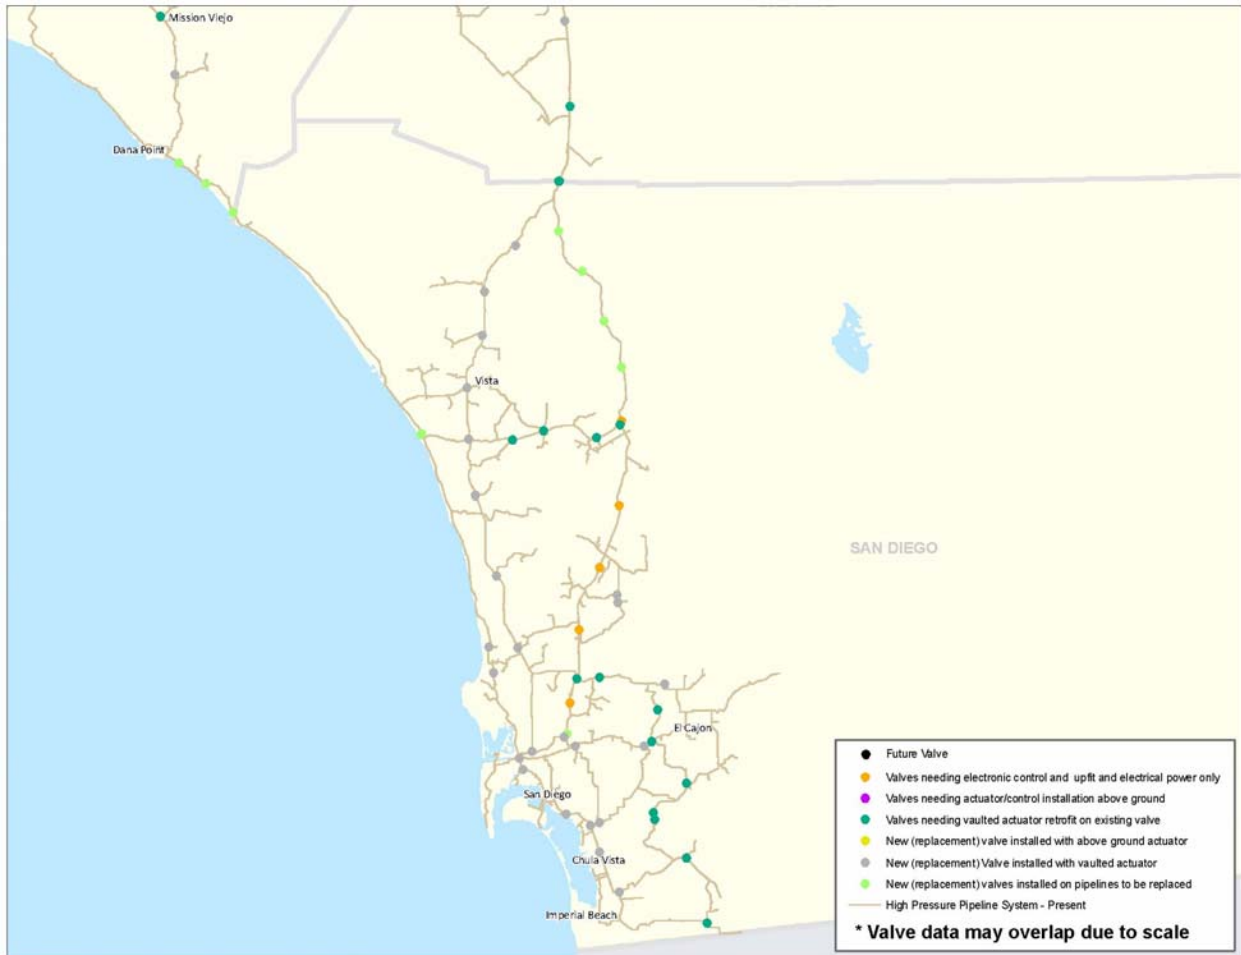 Mission Viejo
Dana Point
Vista
SAN DIEGO
El Cajon
San Diego
Chula Vista
Imperial Beach
Future Valve
Valves needing electronic control and upfit and electrical power only
Valves needing actuator/control installation above ground
Valves needing vaulted actuator retrofit on existing valve
New (replacement) valve installed with above ground actuator
New (replacement) Valve installed with vaulted actuator
New (replacement) valves installed on pipelines to be replaced
High Pressure Pipeline System - Present
* Valve data may overlap due to scale